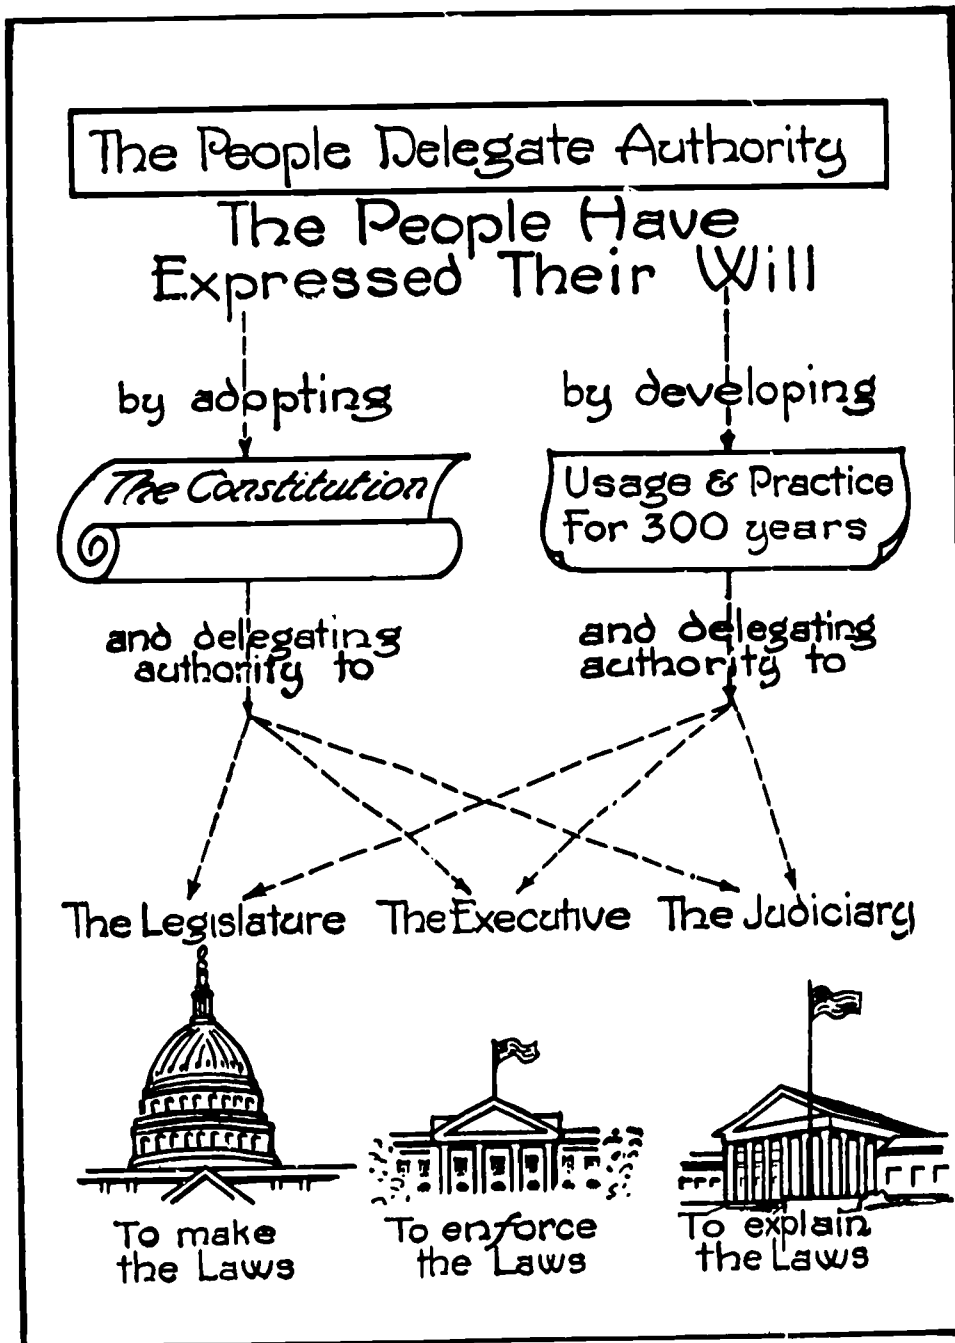 The People Delegate Authority
The People Have
Expressed Their Will
by adopting
by developing
The Constitution
Usage & Practice
For 300 years
and delegating
authority to
and delegating
authority to
The Legislature
The Executive
The Judiciary
To make
the Laws
To enforce
the Laws
To explain
the Laws